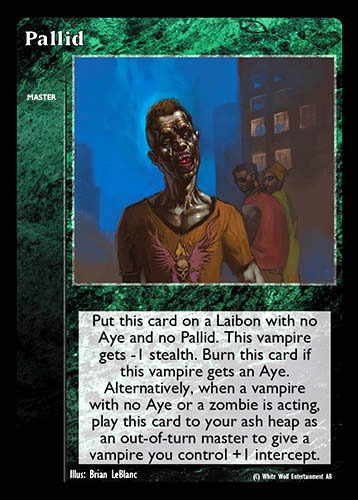 Pallid
MASTER
Put this card on a Laibon with no
Aye and no Pallid. This vampire
gets -1 stealth. Burn this card if
this vampire gets an Aye.
Alternatively, when a vampire
with no Aye or a zombie is acting,
play this card to your ash heap as
an out-of-turn master to give a
vampire you control +1 intercept.
Illus: Brian LeBlanc
(C) White Wolf Entertainment AB